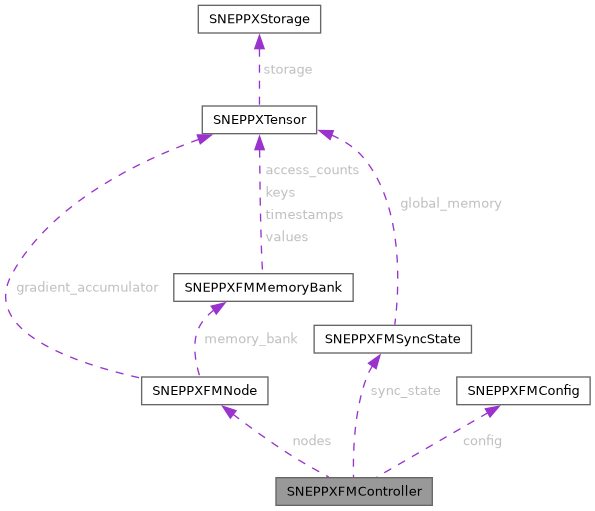 SNEPPXStorage
storage
SNEPPXTensor
access_counts
keys
timestamps
values
global_memory
gradient_accumulator
SNEPPXFMMemoryBank
memory_bank
SNEPPXFMSyncState
SNEPPXFMNode
sync_state
SNEPPXFMConfig
nodes
config
SNEPPXFMController